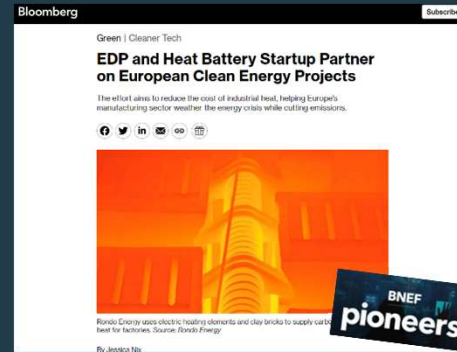 Bloomberg
Subscribe
Green | Cleaner Tech
EDP and Heat Battery Startup Partner
on European Clean Energy Projects
The effort aims to reduce the cost of industrial heat, helping Europe's
manufacturing sector weather the energy crisis while cutting emissions.
Rondo Energy uses electric heating elements and clay bricks to supply carbo
heat for factories. Source: Rondo Energy
By Jessica Nix
BNEF
pioneers